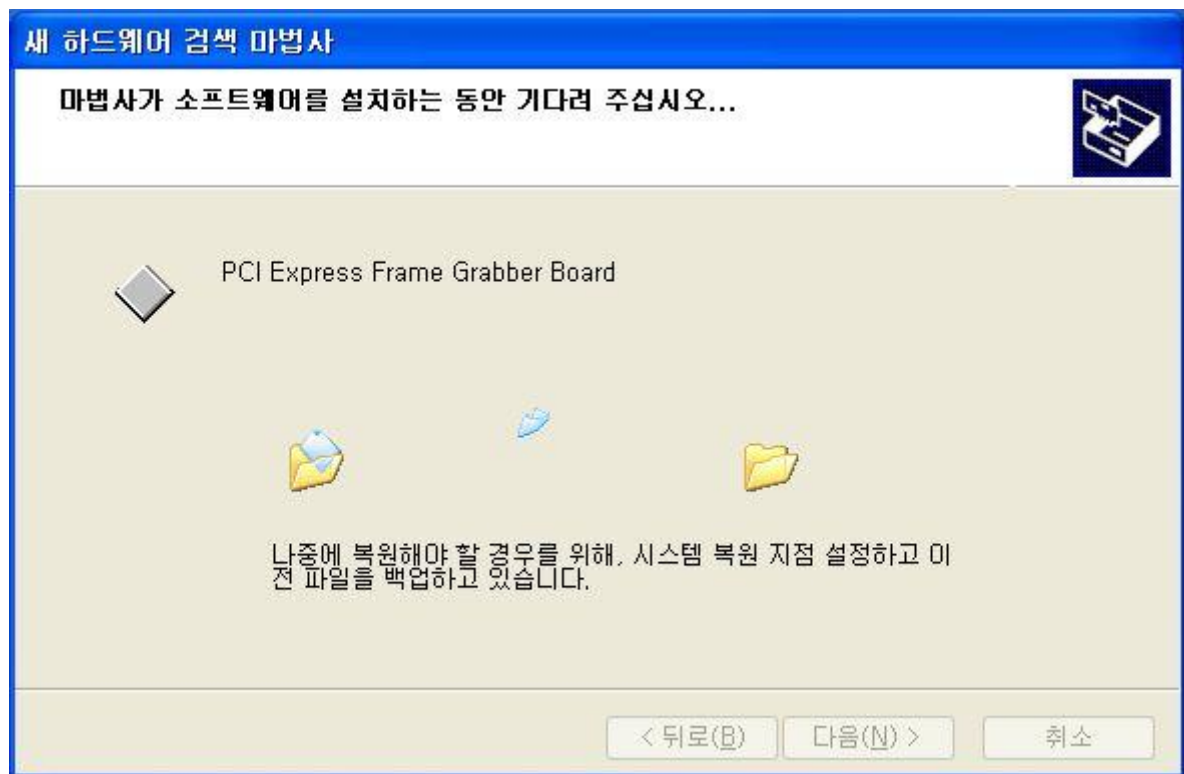 새 하드웨어 검색 마법사
마법사가 소프트웨어를 설치하는 동안 기다려 주십시오...
PCI Express Frame Grabber Board
나중에 복원해야 할 경우를 위해, 시스템 복원 지점 설정하고 이
전 파일을 백업하고 있습니다.
< 뒤로(B) 다음(N) > 취소